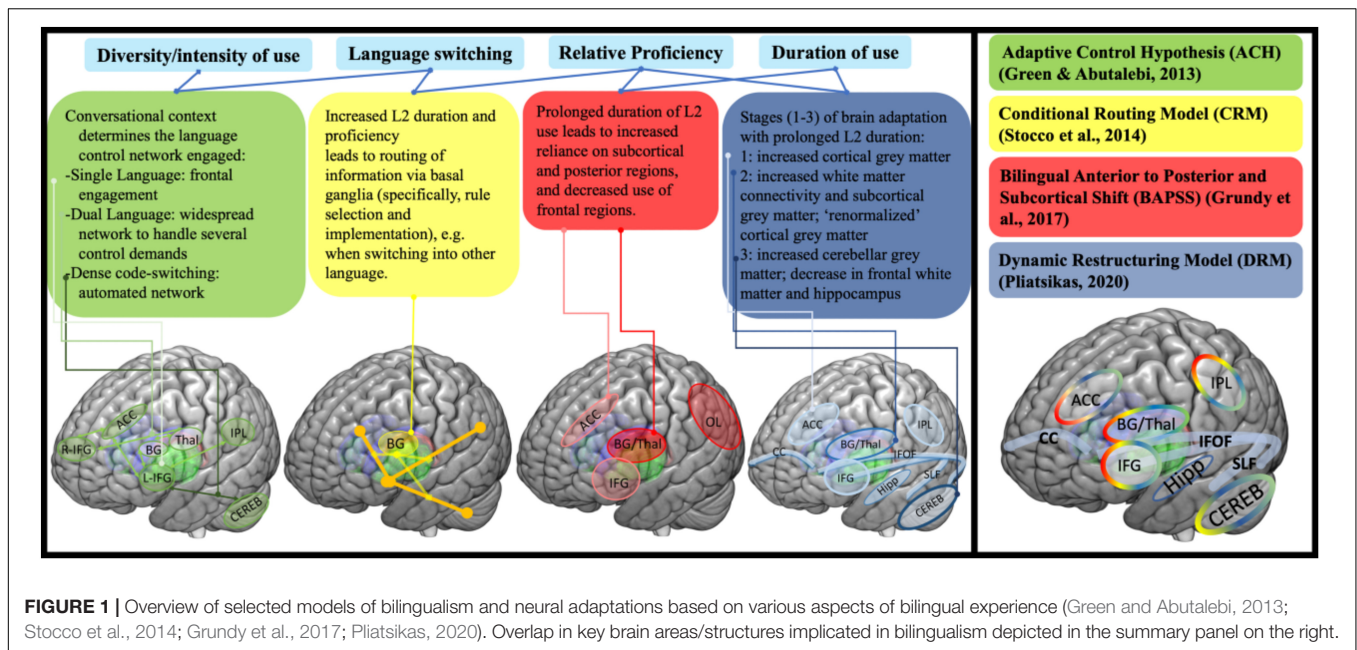 Diversity/intensity of use
Language switching
Relative Proficiency
Duration of use
Conversational context
determines the language
control network engaged:
-Single Language: frontal
engagement
-Dual Language: widespread
network to handle several
control demands
-Dense code-switching:
automated network
Increased L2 duration and
proficiency
leads to routing of
information via basal
ganglia (specifically, rule
selection and
implementation), e.g.
when switching into other
language.
Prolonged duration of L2
use leads to increased
reliance on subcortical
and posterior regions,
and decreased use of
frontal regions.
Stages (1-3) of brain adaptation
with prolonged L2 duration:
1: increased cortical grey matter
2: increased white matter
connectivity and subcortical
grey matter; ‘renormalized’
cortical grey matter
3: increased cerebellar grey
matter; decrease in frontal white
matter and hippocampus
ACC
R-IFG
BG
Thal
IPL
L-IFG
CEREB
BG
ACC
BG/Thal
OL
IFG
ACC
IPL
BG/Thal
CC
IFOF
IFG
SLF
Hipp
CEREB
Adaptive Control Hypothesis (ACH)
(Green & Abutalebi, 2013)
Conditional Routing Model (CRM)
(Stocco et al., 2014)
Bilingual Anterior to Posterior and
Subcortical Shift (BAPSS) (Grundy
et al., 2017)
Dynamic Restructuring Model (DRM)
(Pliatsikas, 2020)
IPL
ACC
BG/Thal
CC
IFOF
IFG
SLF
Hipp
CEREB
FIGURE 1 | Overview of selected models of bilingualism and neural adaptations based on various aspects of bilingual experience (Green and Abutalebi, 2013;
Stocco et al., 2014; Grundy et al., 2017; Pliatsikas, 2020). Overlap in key brain areas/structures implicated in bilingualism depicted in the summary panel on the right.